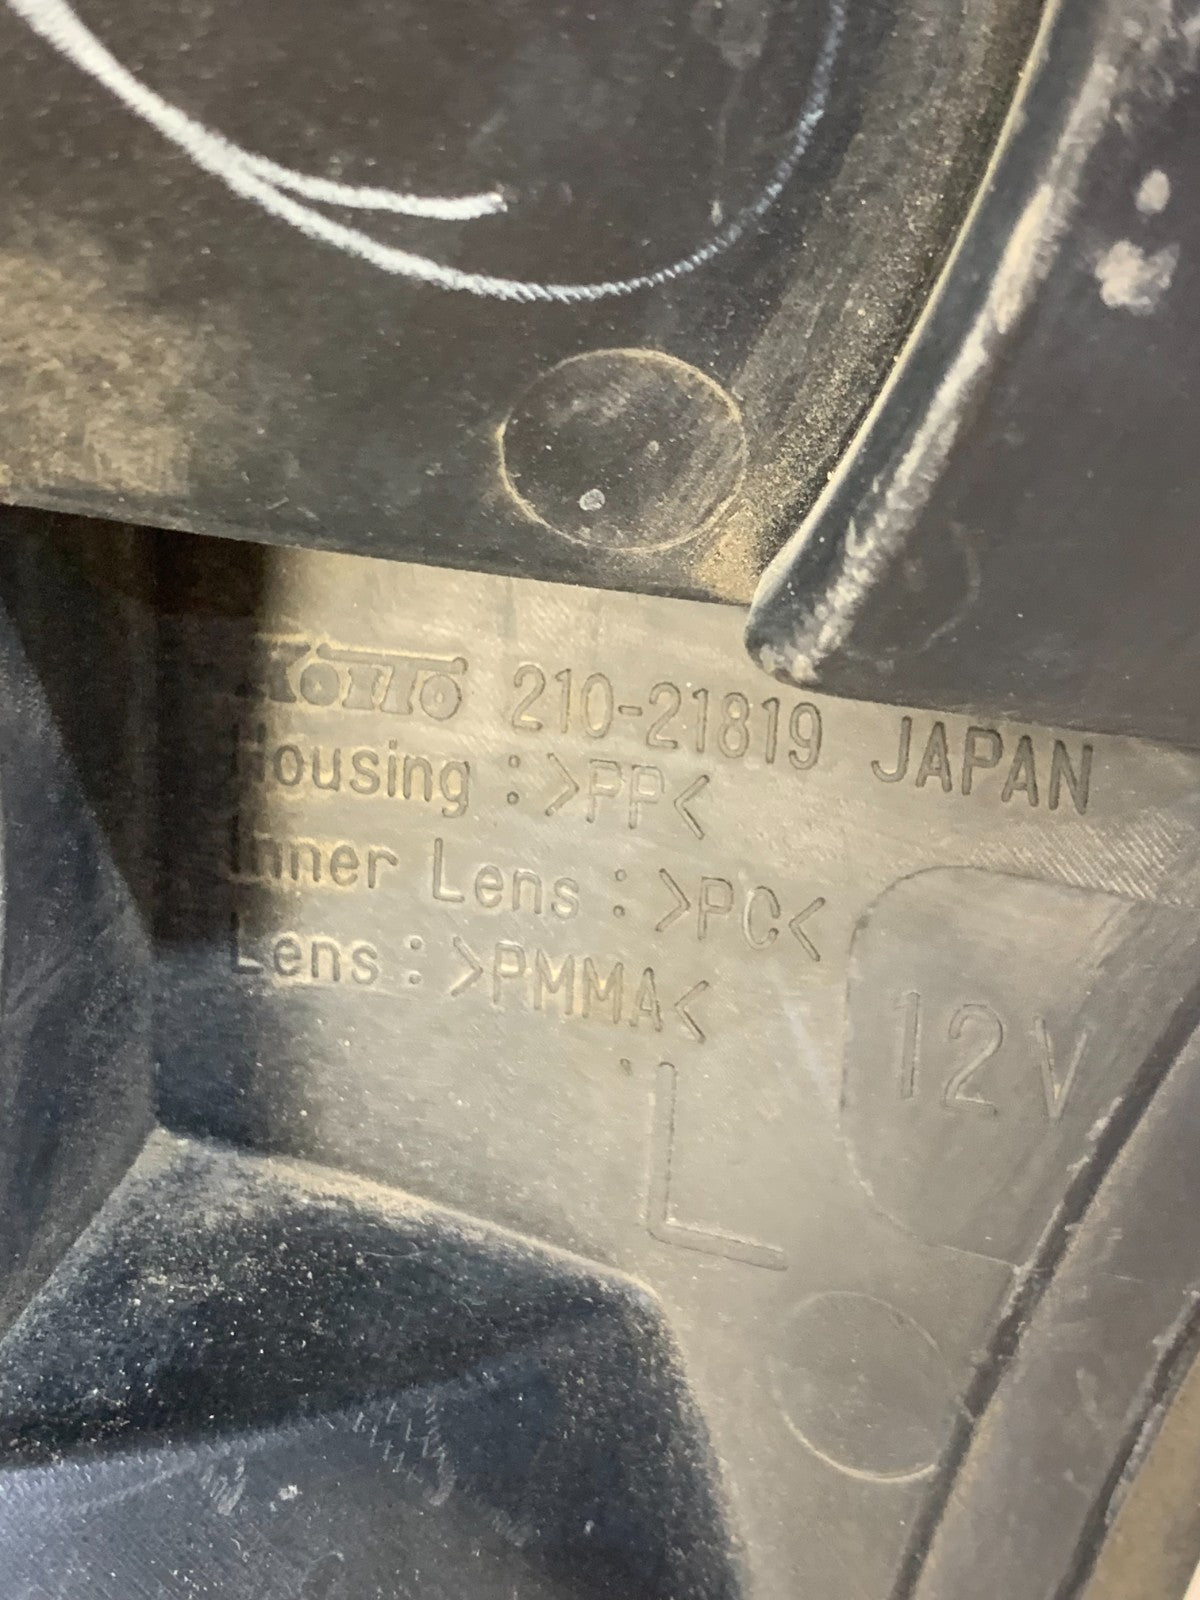 KOITO 210-21819 JAPAN
Housing : >PP<
Inner Lens : >PC<
Lens : >PMMA<
12V
L